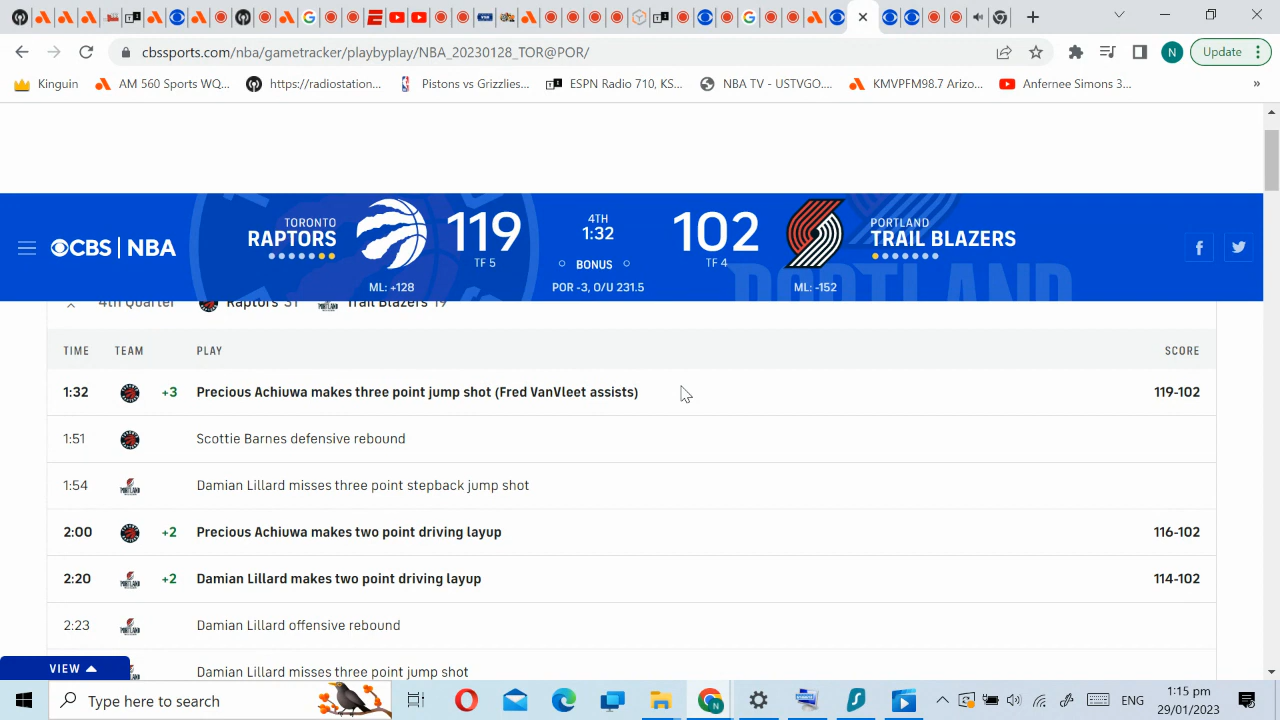 cbssports.com/nba/gametracker/playbyplay/NBA_20230128_TOR@POR/
N
Update
Kinguin
AM 560 Sports WQ...
https://radiostation...
Pistons vs Grizzlies...
ESPN Radio 710, KS...
NBA TV - USTVGO....
KMVPFM98.7 Arizo...
Anfernee Simons 3...
»
CBS | NBA
TORONTO
RAPTORS
119
TF 5
ML: +128
4TH
1:32
BONUS
POR -3, O/U 231.5
102
TF 4
ML: -152
PORTLAND
TRAIL BLAZERS
PORTLAND
4th Quarter Raptors 31 Trail Blazers 19
TIME TEAM PLAY SCORE
1:32 +3 Precious Achiuwa makes three point jump shot (Fred VanVleet assists) 119-102
1:51 Scottie Barnes defensive rebound
1:54 Damian Lillard misses three point stepback jump shot
2:00 +2 Precious Achiuwa makes two point driving layup 116-102
2:20 +2 Damian Lillard makes two point driving layup 114-102
2:23 Damian Lillard offensive rebound
Damian Lillard misses three point jump shot
VIEW
Type here to search
ENG
1:15 pm
29/01/2023